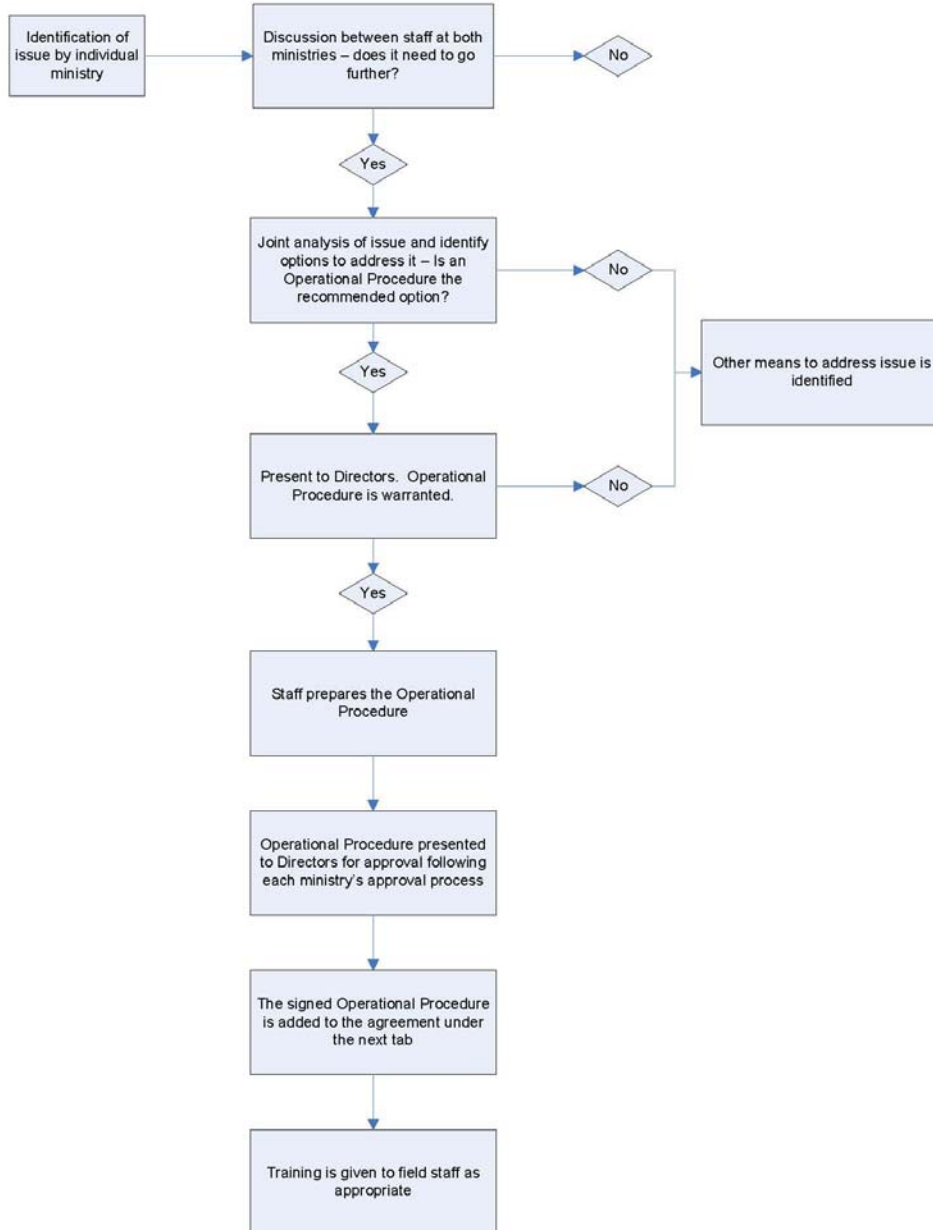 Identification of
issue by individual
ministry
Discussion between staff at both
ministries – does it need to go
further?
No
Yes
Joint analysis of issue and identify
options to address it – Is an
Operational Procedure the
recommended option?
No
Yes
Other means to address issue is
identified
Present to Directors.  Operational
Procedure is warranted.
No
Yes
Staff prepares the Operational
Procedure
Operational Procedure presented
to Directors for approval following
each ministry's approval process
The signed Operational Procedure
is added to the agreement under
the next tab
Training is given to field staff as
appropriate